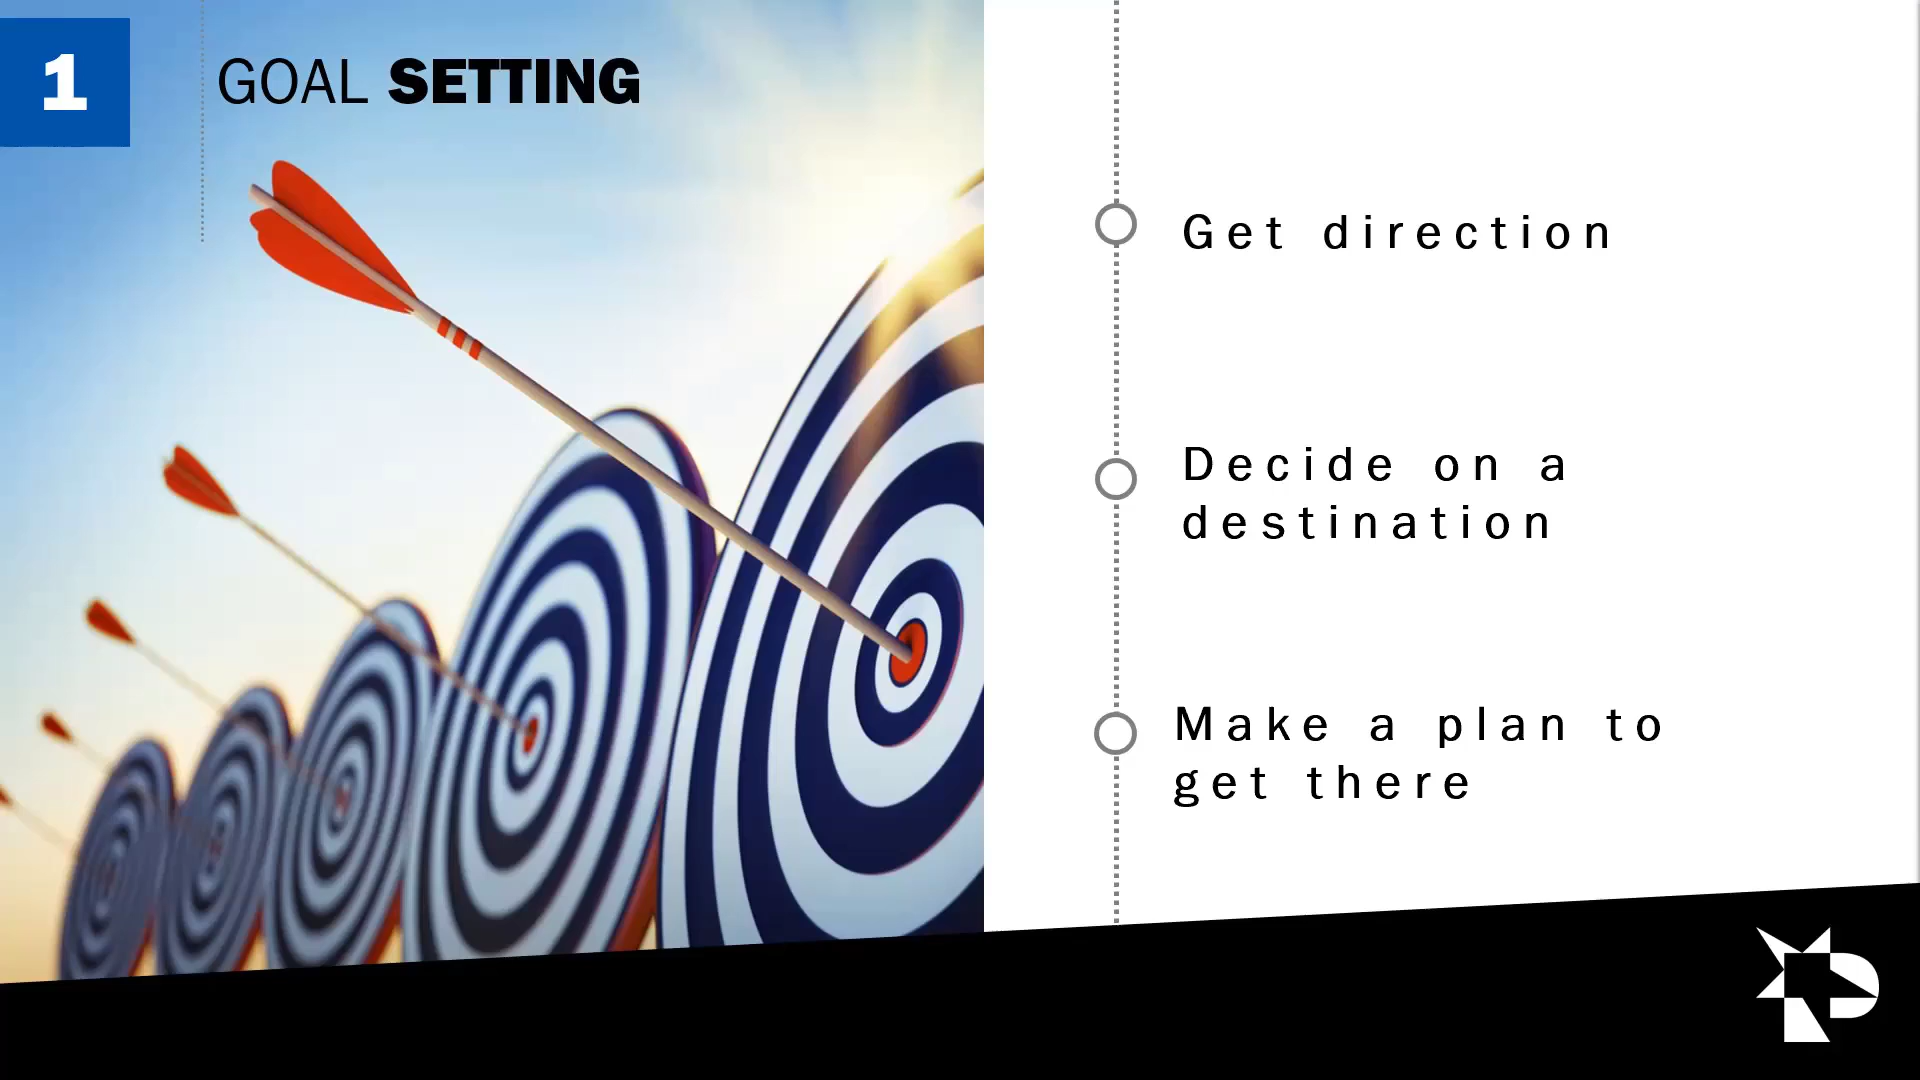 1
GOAL SETTING
Get direction
Decide on a
destination
Make a plan to
get there